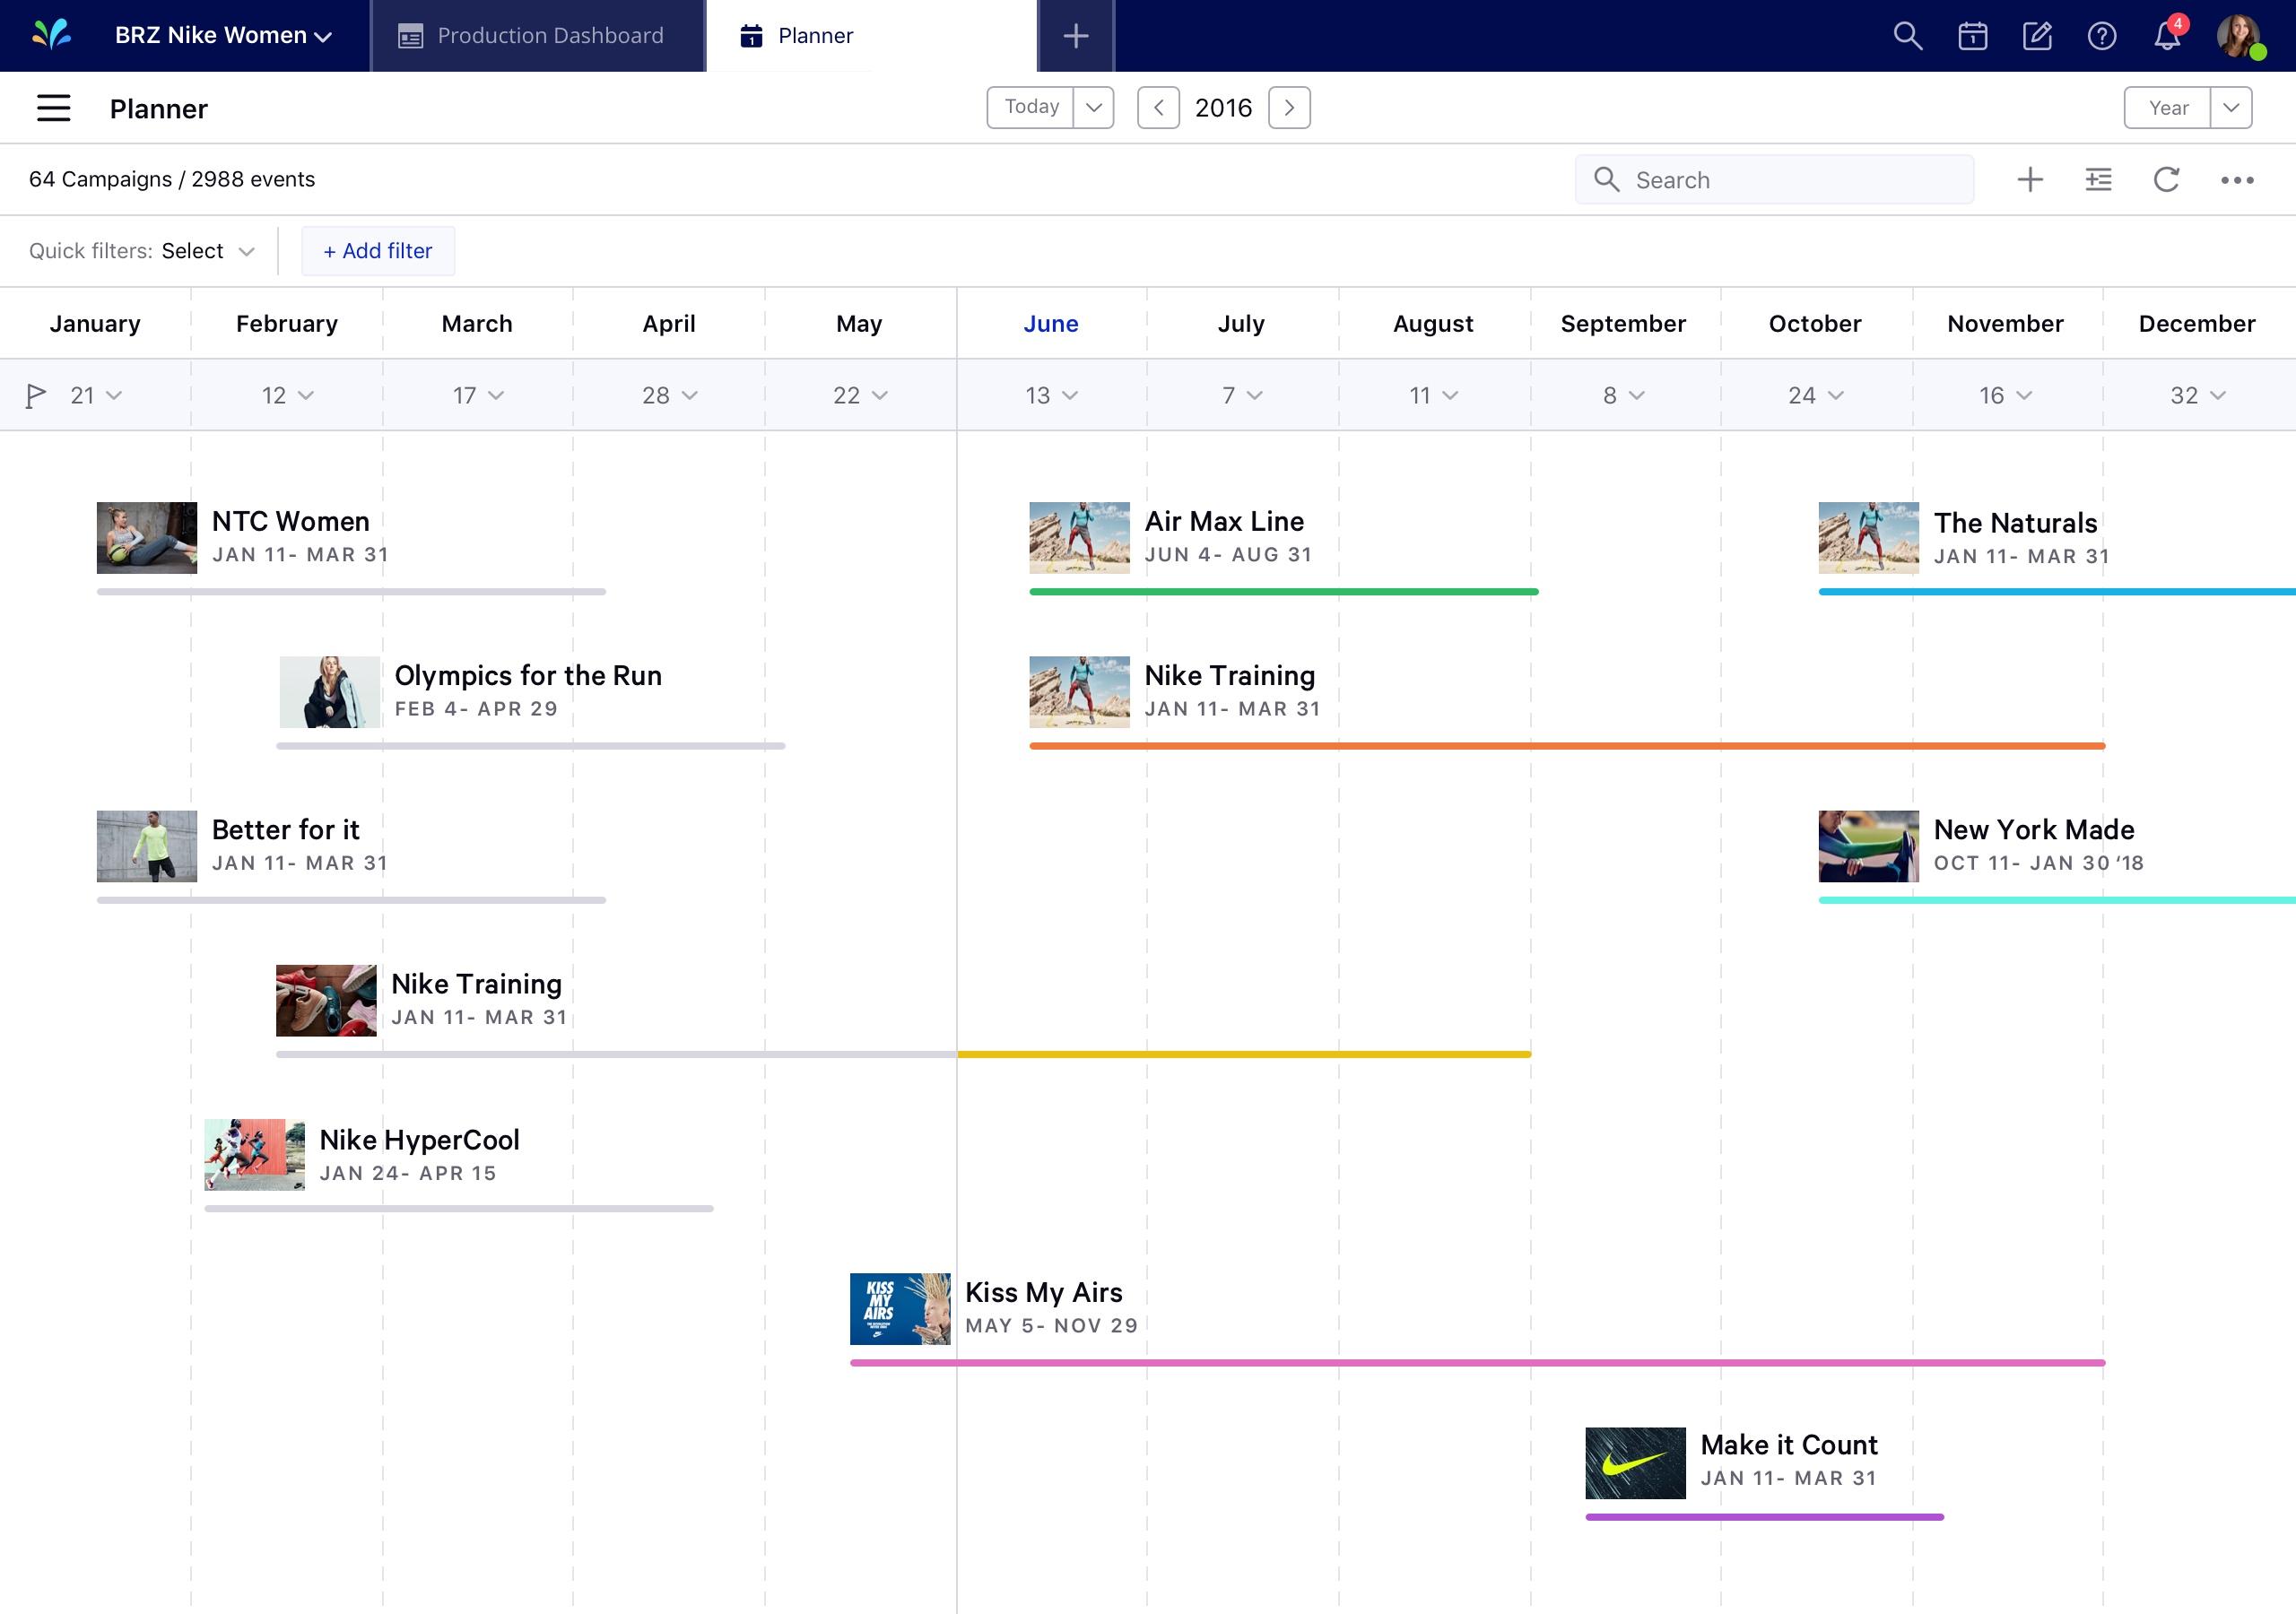 BRZ Nike Women
Production Dashboard
1 Planner
1
4
Planner
Today
2016
Year
64 Campaigns / 2988 events
Search
Quick filters: Select
+ Add filter
January February March April May June July August September October November December
21 12 17 28 22 13 7 11 8 24 16 32
NTC Women
JAN 11- MAR 31
Air Max Line
JUN 4- AUG 31
The Naturals
JAN 11- MAR 31
Olympics for the Run
FEB 4- APR 29
Nike Training
JAN 11- MAR 31
Better for it
JAN 11- MAR 31
New York Made
OCT 11- JAN 30 ‘18
Nike Training
JAN 11- MAR 31
Nike HyperCool
JAN 24- APR 15
KISS
MY
AIRS
Kiss My Airs
MAY 5- NOV 29
Make it Count
JAN 11- MAR 31